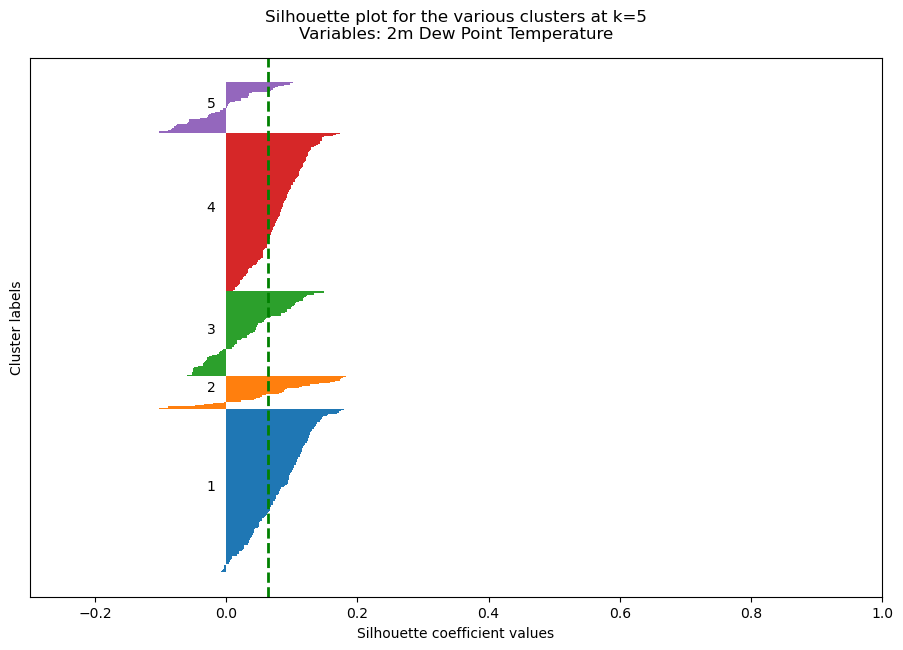 Silhouette plot for the various clusters at k=5
Variables: 2m Dew Point Temperature
Cluster labels
5
4
3
2
1
−0.2 0.0 0.2 0.4 0.6 0.8 1.0
Silhouette coefficient values